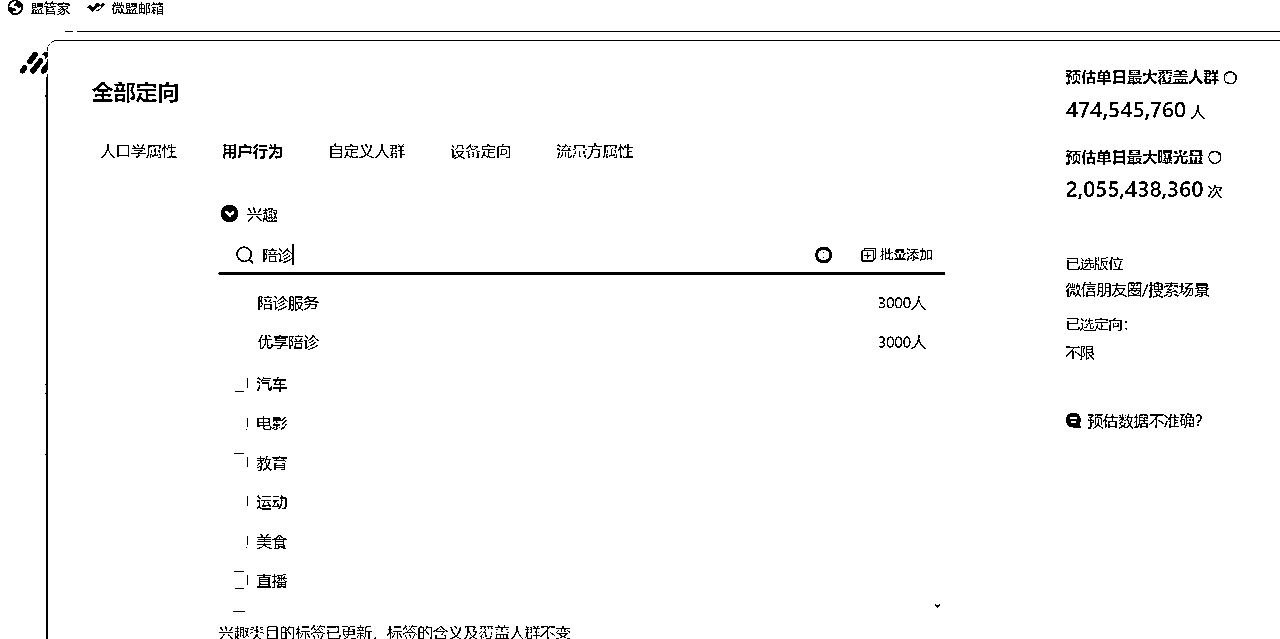 盟管家 微盟邮箱
全部定向
人口学属性 用户行为 自定义人群 设备定向 流量方属性
兴趣
陪诊 批量添加
陪诊服务 3000人
优享陪诊 3000人
汽车
电影
教育
运动
美食
直播
兴趣类目的标签已更新，标签的含义及覆盖人群不变
预估单日最大覆盖人群
474,545,760 人
预估单日最大曝光量
2,055,438,360 次
已选版位
微信朋友圈/搜索场景
已选定向:
不限
预估数据不准确?